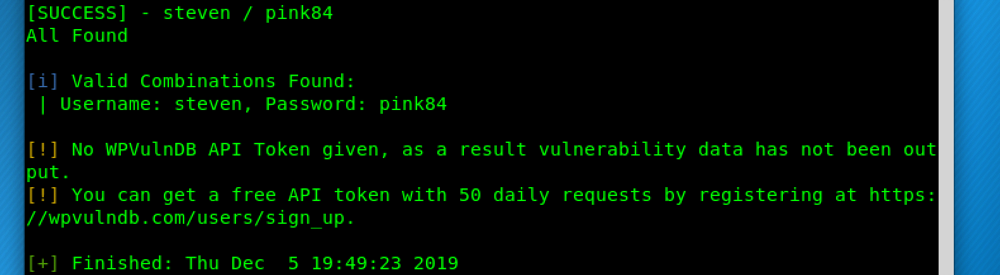 [SUCCESS] - steven / pink84
All Found
[i] Valid Combinations Found:
 | Username: steven, Password: pink84
[!] No WPVulnDB API Token given, as a result vulnerability data has not been out
put.
[!] You can get a free API token with 50 daily requests by registering at https:
//wpvulndb.com/users/sign_up.
[+] Finished: Thu Dec  5 19:49:23 2019